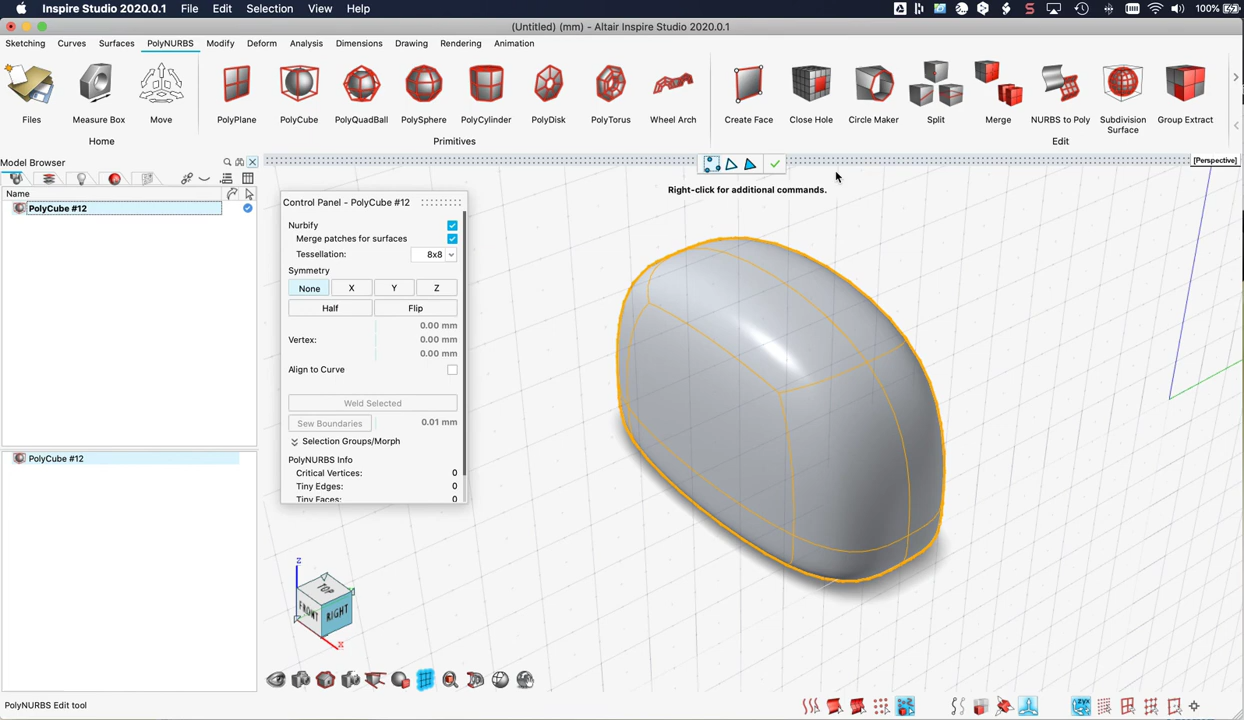 Inspire Studio 2020.0.1 File Edit Selection View Help 100%
(Untitled) (mm) - Altair Inspire Studio 2020.0.1
Sketching Curves Surfaces PolyNURBS Modify Deform Analysis Dimensions Drawing Rendering Animation
Files Measure Box Move PolyPlane PolyCube PolyQuadBall PolySphere PolyCylinder PolyDisk PolyTorus Wheel Arch Create Face Close Hole Circle Maker Split Merge NURBS to Poly Subdivision Surface Group Extract
Home Primitives Edit
Model Browser
[Perspective]
Right-click for additional commands.
Name
PolyCube #12
Control Panel - PolyCube #12
Nurbify
Merge patches for surfaces
Tessellation: 8x8
Symmetry
None X Y Z
Half Flip
0.00 mm
Vertex: 0.00 mm
0.00 mm
Align to Curve
Weld Selected
Sew Boundaries 0.01 mm
Selection Groups/Morph
PolyNURBS Info
Critical Vertices: 0
Tiny Edges: 0
Tiny Faces: 0
PolyCube #12
Z
TOP
FRONT RIGHT
X
PolyNURBS Edit tool